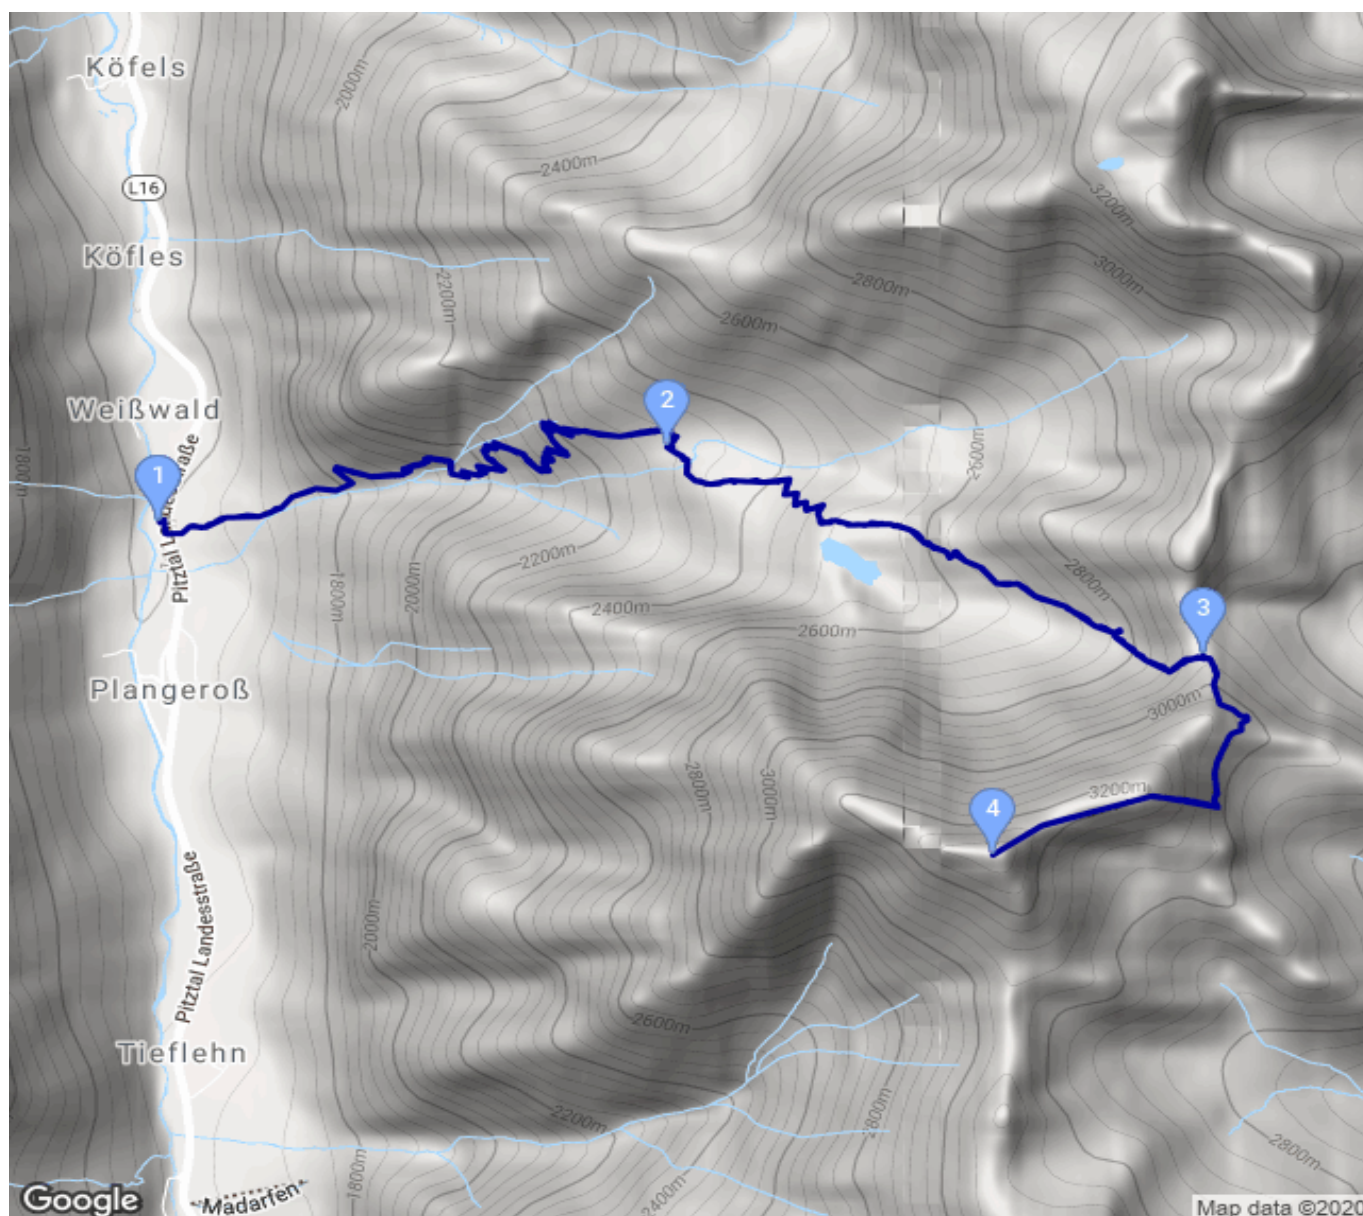 Köfels
2000m
2400m
L16
3200m
Köfles
2200m
2800m
3000m
2600m
Weißwald
2
1800m
1
2600m
Pitztal Landesstraße
2200m
1800m
2000m
2400m
2600m
2800m
3
Plangeroß
3000m
2800m
3000m
3200m
4
2000m
Pitztal Landesstraße
2600m
Tieflehn
2200m
2800m
2800m
1800m
2400m
Madarfen
Google
Map data ©2020